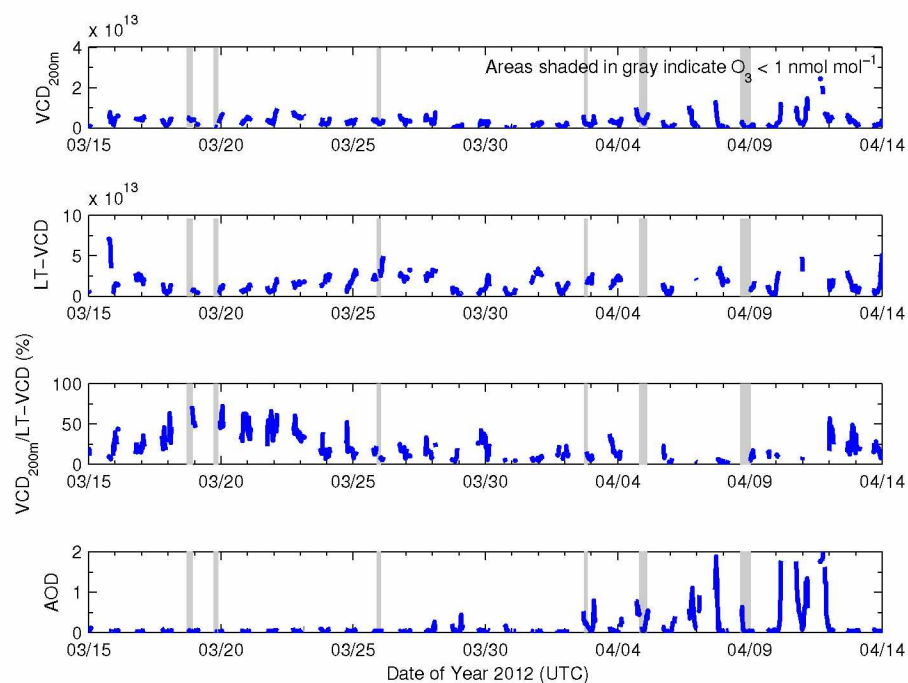 x 10^13
4
2
0
VCD_200m
Areas shaded in gray indicate O_3 < 1 nmol mol^−1
03/15 03/20 03/25 03/30 04/04 04/09 04/14
x 10^13
10
5
0
LT−VCD
03/15 03/20 03/25 03/30 04/04 04/09 04/14
100
50
0
VCD_200m/LT−VCD (%)
03/15 03/20 03/25 03/30 04/04 04/09 04/14
2
1
0
AOD
03/15 03/20 03/25 03/30 04/04 04/09 04/14
Date of Year 2012 (UTC)